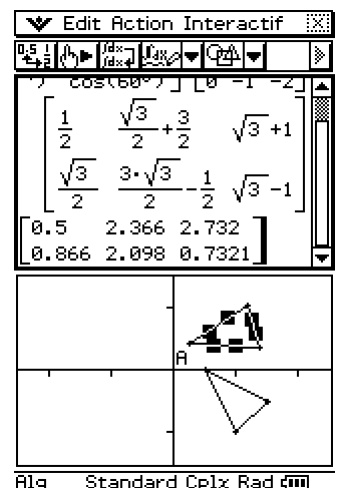 Edit Action Interactif
cos(60°) ] [0 -1 -2]
1/2 √3/2+3/2 √3+1
√3/2 3·√3/2-1/2 √3-1
0.5 2.366 2.732
0.866 2.098 0.7321
A
Alg Standard Cplx Rad